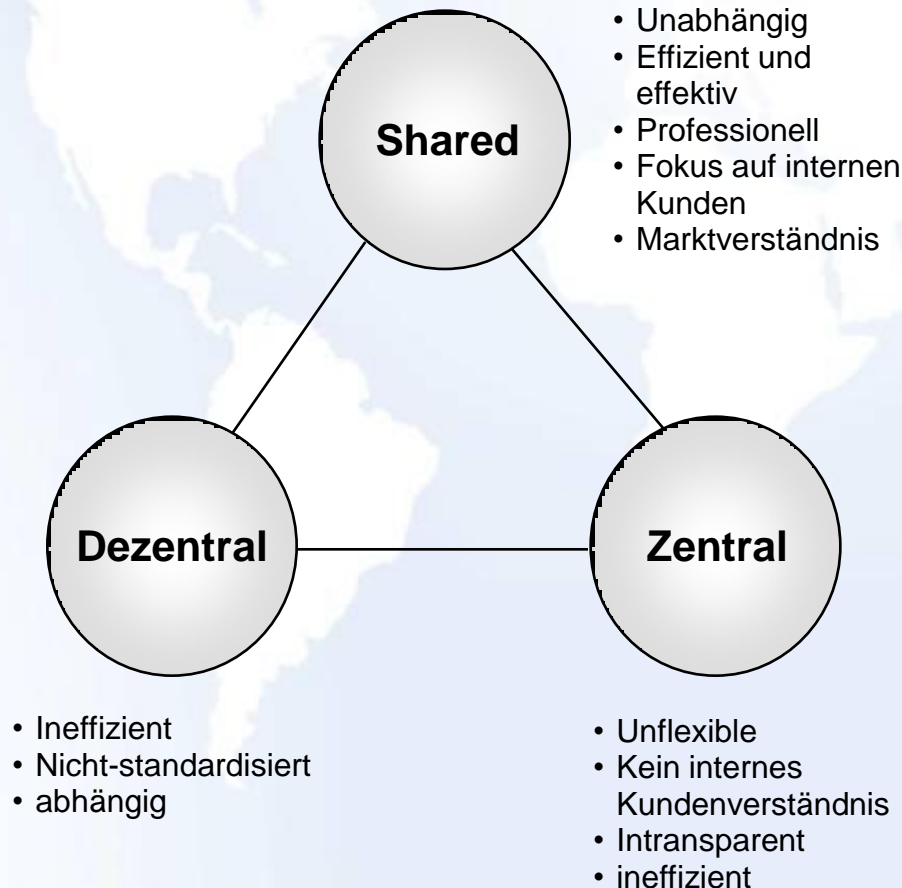 • Unabhängig
• Effizient und
effektiv
• Professionell
• Fokus auf internen
Kunden
• Marktverständnis
Shared
Dezentral
Zentral
• Ineffizient
• Nicht-standardisiert
• abhängig
• Unflexible
• Kein internes
Kundenverständnis
• Intransparent
• ineffizient